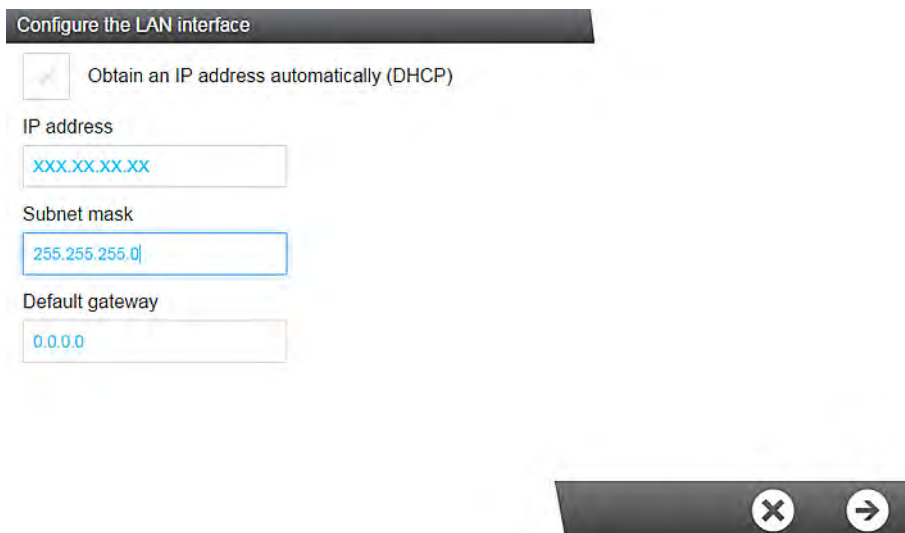 Configure the LAN interface
Obtain an IP address automatically (DHCP)
IP address
XXX.XX.XX.XX
Subnet mask
255.255.255.0
Default gateway
0.0.0.0